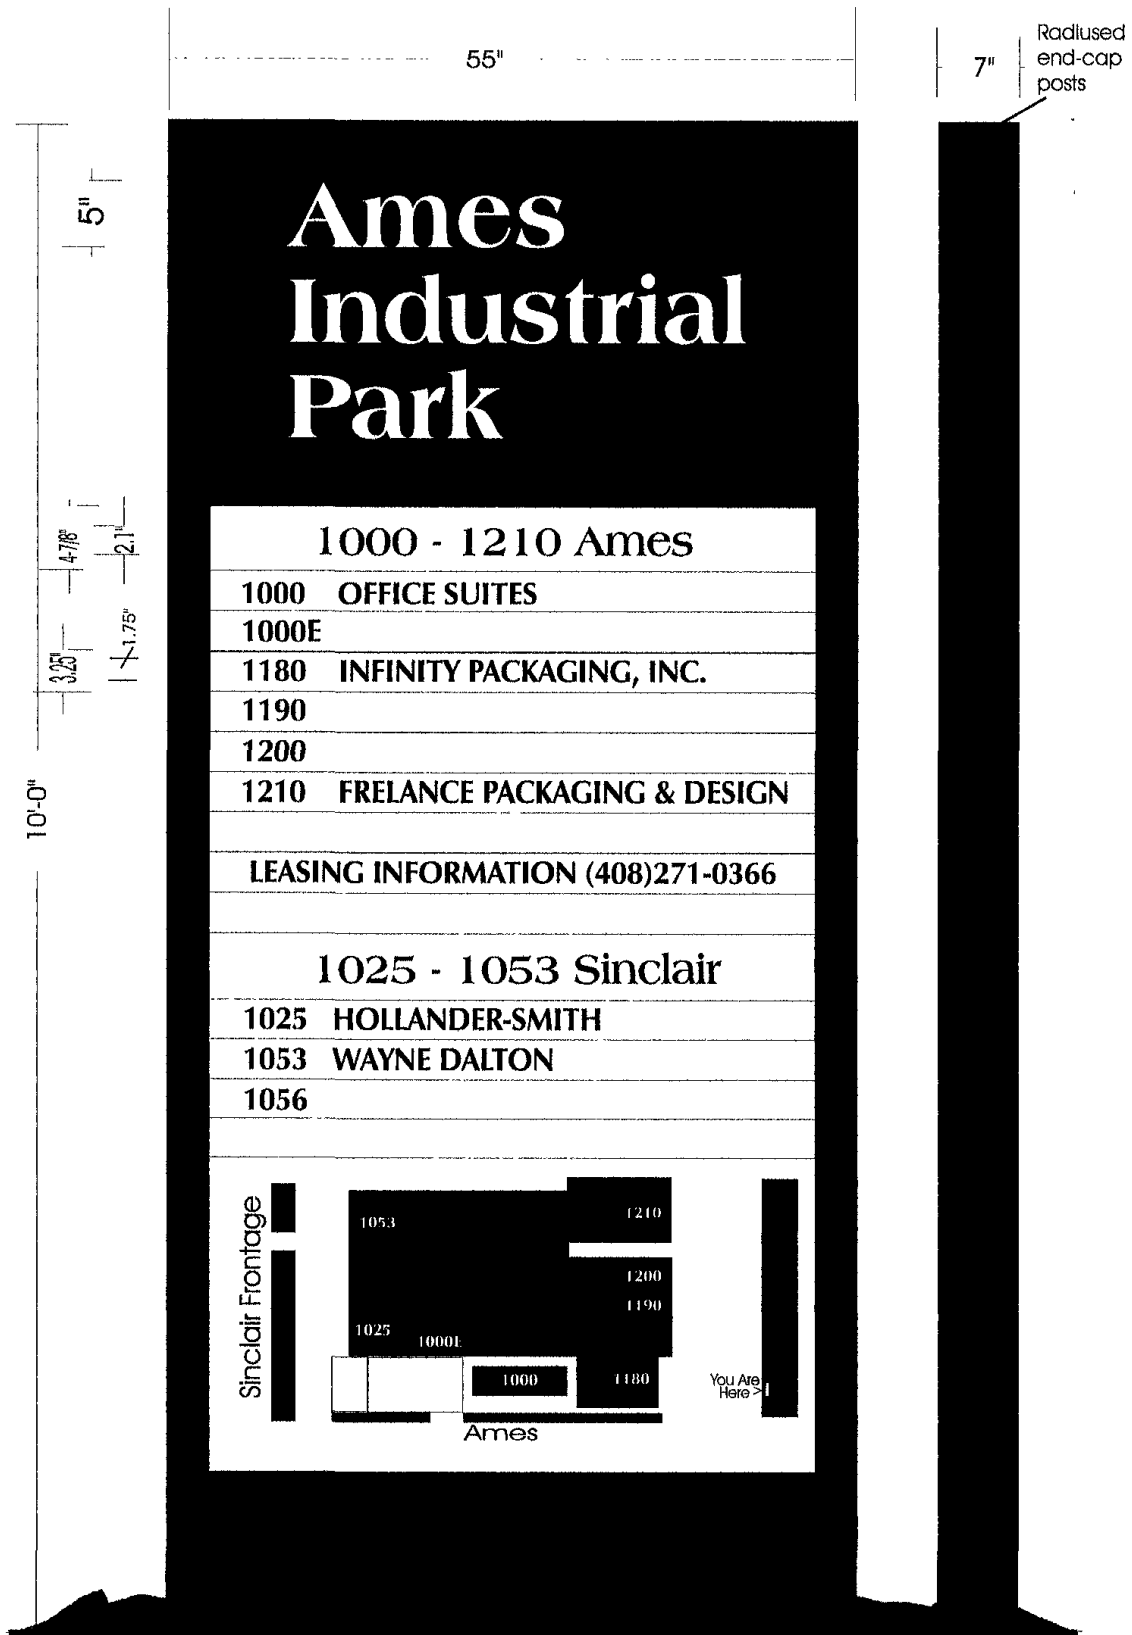 55"
7"
Radiused
end-cap
posts
5"
Ames
Industrial
Park
4-7/8"
2.1"
1000 - 1210 Ames
1000 OFFICE SUITES
1000E
3.25"
1.75"
1180 INFINITY PACKAGING, INC.
1190
1200
1210 FRELANCE PACKAGING & DESIGN
10'-0"
LEASING INFORMATION (408)271-0366
1025 - 1053 Sinclair
1025 HOLLANDER-SMITH
1053 WAYNE DALTON
1056
Sinclair Frontage
1053
1210
1200
1190
1025
1000E
1000
1180
You Are
Here >
Ames